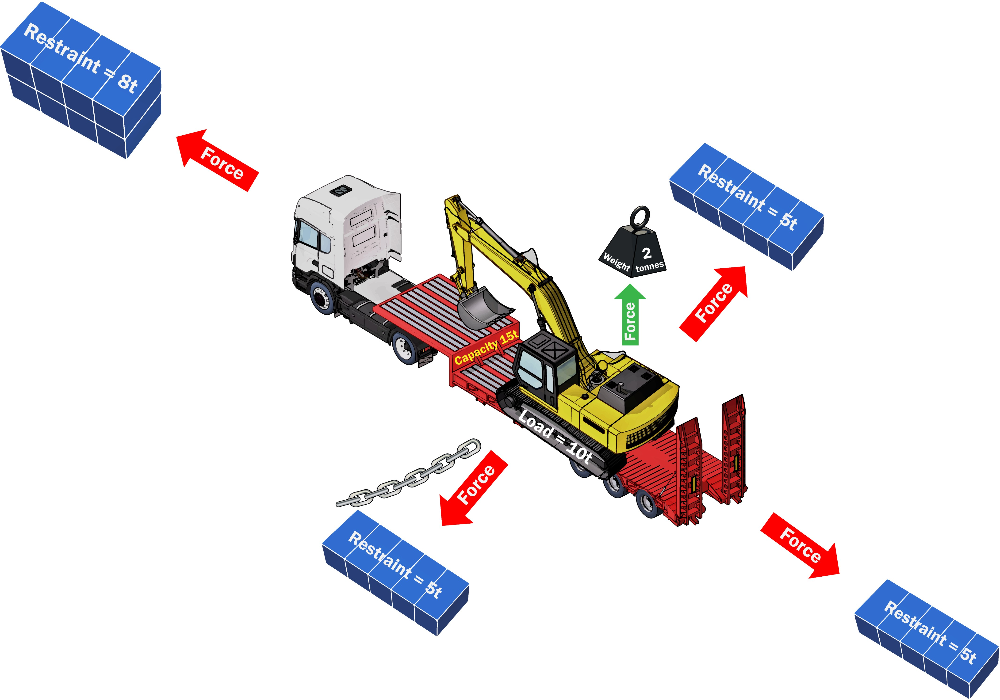 Restraint = 8t
Force
Restraint = 5t
Weight
2
tonnes
Force
Force
Capacity 15t
Load = 10t
Force
Restraint = 5t
Force
Restraint = 5t